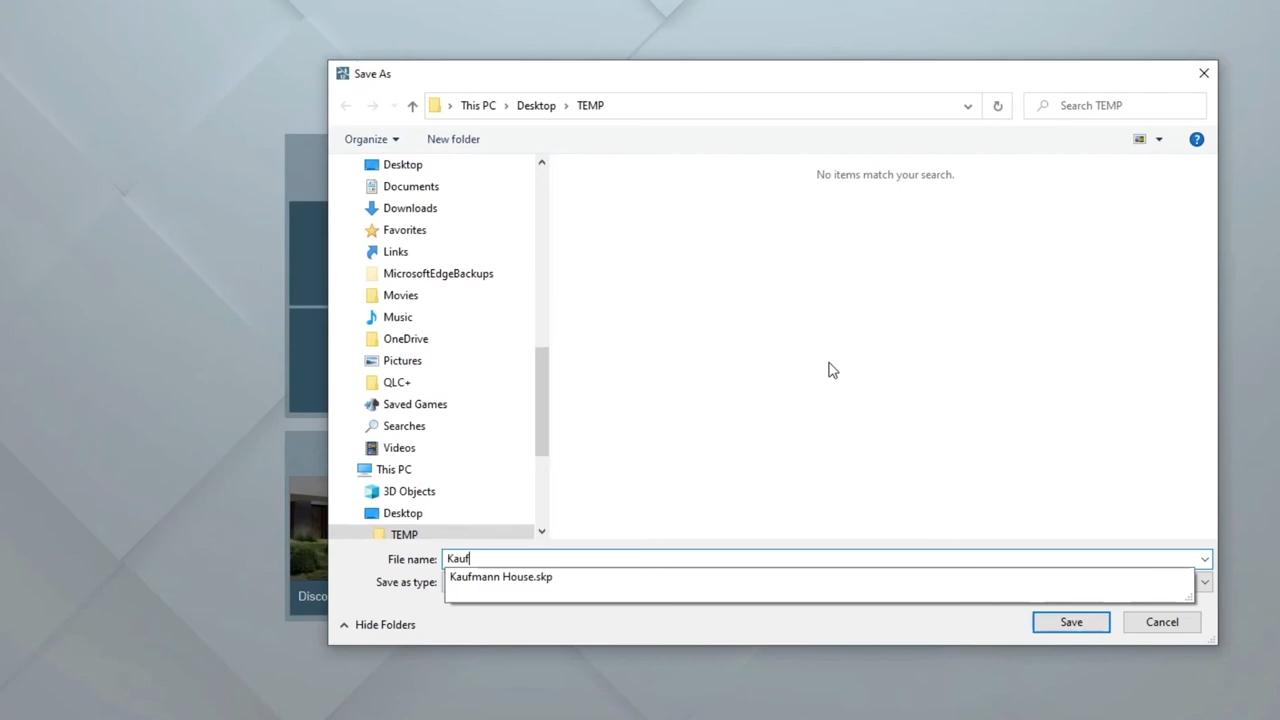 Save As
This PC Desktop TEMP
Search TEMP
Organize
New folder
Desktop
Documents
Downloads
Favorites
Links
MicrosoftEdgeBackups
Movies
Music
OneDrive
Pictures
QLC+
Saved Games
Searches
Videos
This PC
3D Objects
Desktop
TEMP
No items match your search.
File name: Kauf
Kaufmann House.skp
Save as type:
Disco
Hide Folders
Save
Cancel